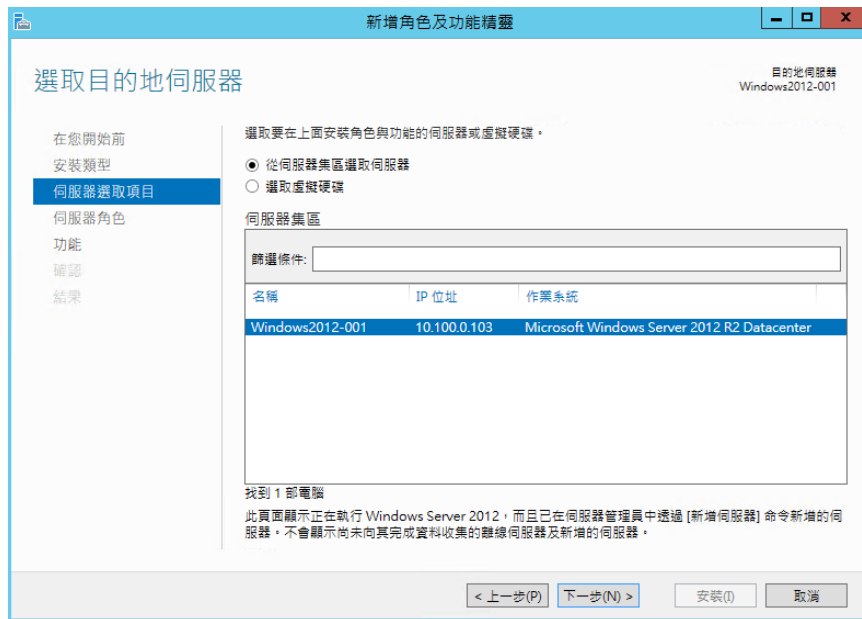 新增角色及功能精靈
選取目的地伺服器
目的地伺服器
Windows2012-001
在您開始前
安裝類型
伺服器選取項目
伺服器角色
功能
確認
結果
選取要在上面安裝角色與功能的伺服器或虛擬硬碟。
從伺服器集區選取伺服器
選取虛擬硬碟
伺服器集區
篩選條件:
名稱 IP 位址 作業系統
Windows2012-001 10.100.0.103 Microsoft Windows Server 2012 R2 Datacenter
找到 1 部電腦
此頁面顯示正在執行 Windows Server 2012，而且已在伺服器管理員中透過 [新增伺服器] 命令新增的伺
服器。不會顯示尚未向其完成資料收集的離線伺服器及新增的伺服器。
< 上一步(P) 下一步(N) > 安裝(I) 取消